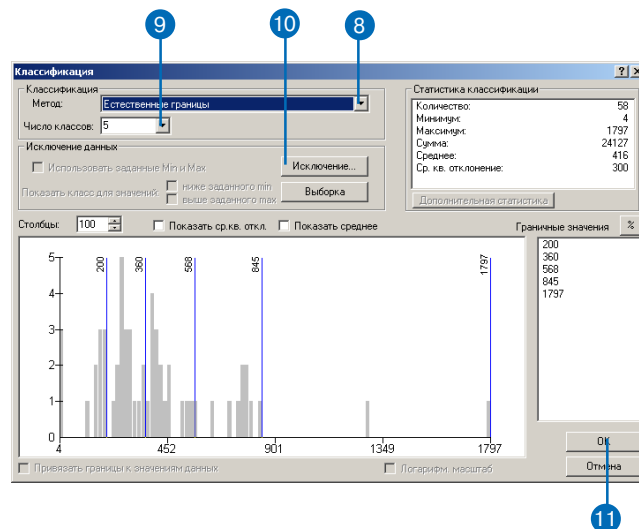 9 10 8
Классификация
Классификация
Метод: Естественные границы
Число классов: 5
Статистика классификации
Количество: 58
Минимум: 4
Максимум: 1797
Сумма: 24127
Среднее: 416
Ср. кв. отклонение: 300
Дополнительная статистика
Исключение данных
Использовать заданные Min и Max
Исключение...
Показать класс для значений: ниже заданного min
выше заданного max
Выборка
Столбцы: 100 Показать ср.кв. откл. Показать среднее
Граничные значения %
200
360
568
845
1797
200 360 568 845 1797
5
4
3
2
1
0
4 452 901 1349 1797
Привязать границы к значениям данных
Логарифм. масштаб
OK
Отмена
11